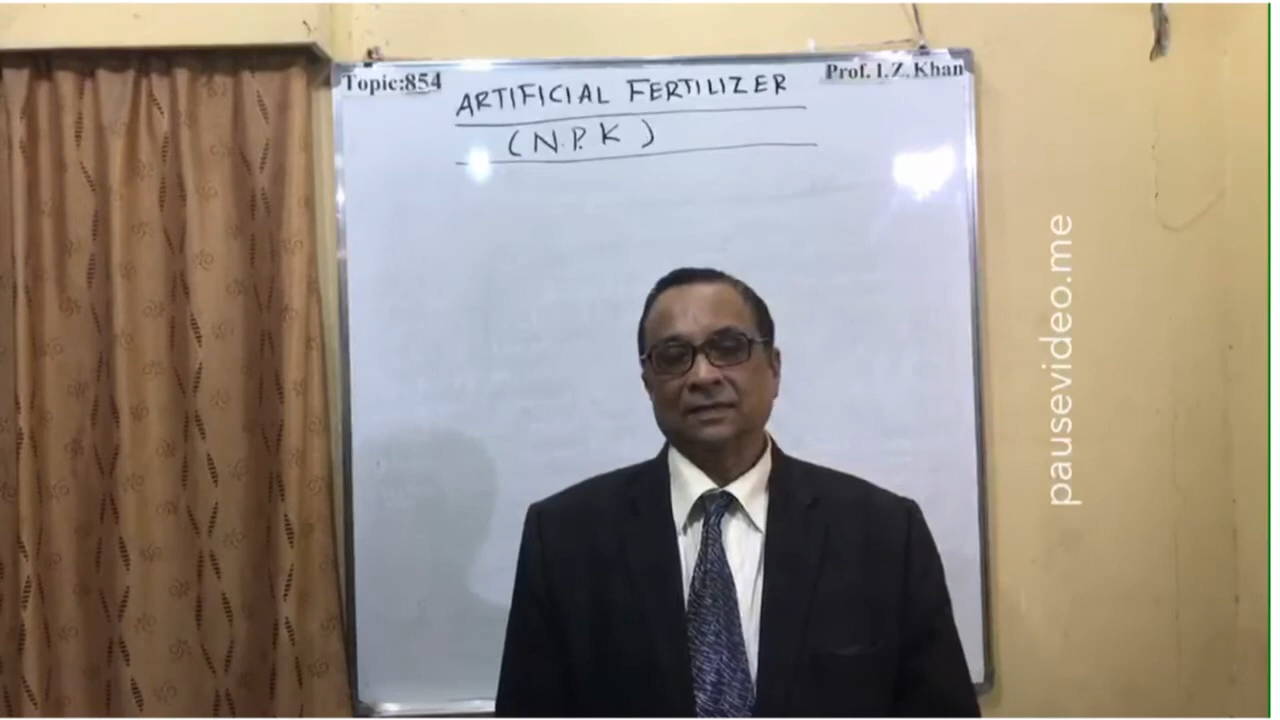 Topic:854
Prof. I.Z.Khan
ARTIFICIAL FERTILIZER
(N.P.K)
pausevideo.me